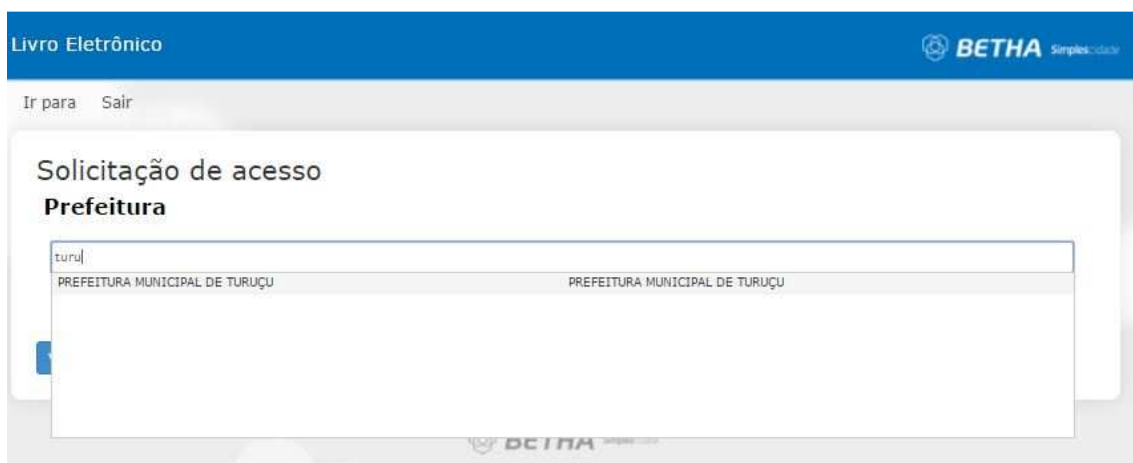 Livro Eletrônico
BETHA Simplescidade
Ir para Sair
Solicitação de acesso
Prefeitura
turu
PREFEITURA MUNICIPAL DE TURUÇU PREFEITURA MUNICIPAL DE TURUÇU
BETHA